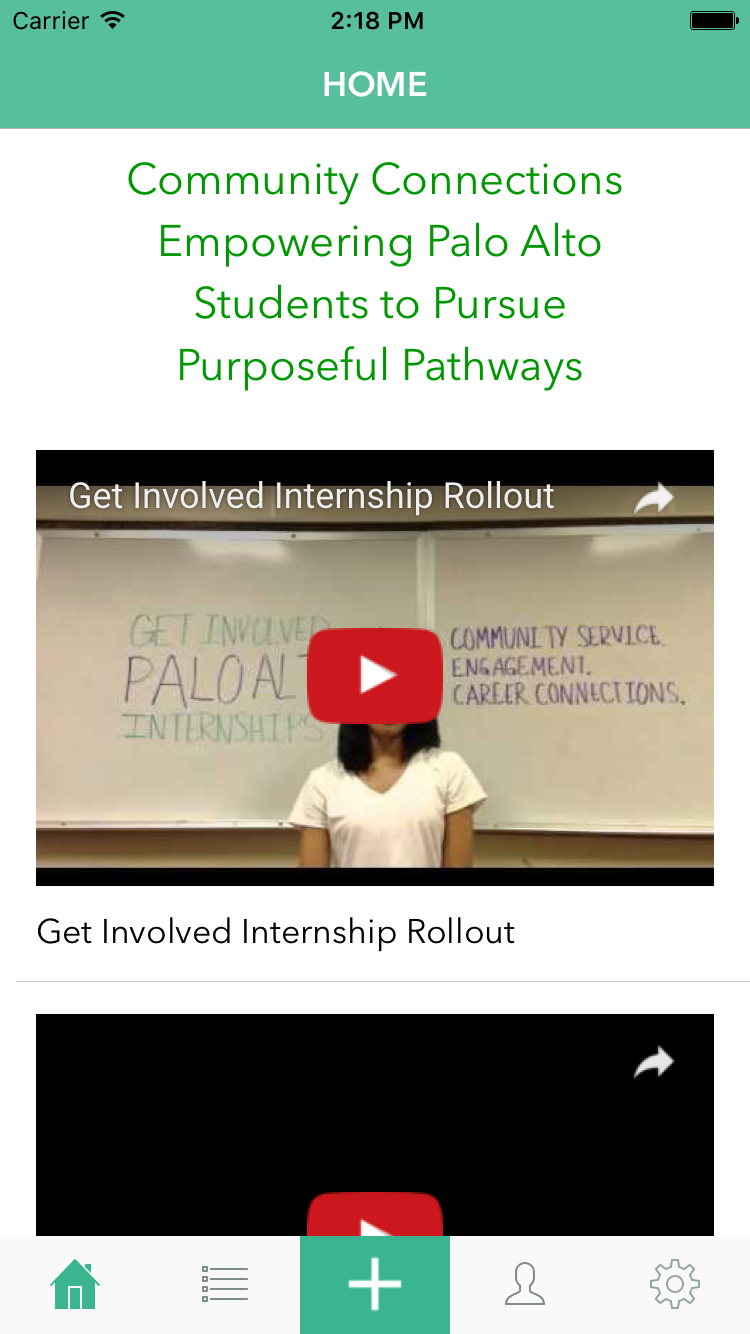 Carrier 2:18 PM
HOME
Community Connections
Empowering Palo Alto
Students to Pursue
Purposeful Pathways
Get Involved Internship Rollout
GET INVOLVED
PALO AL
INTERNSHIPS
COMMUNITY SERVICE.
ENGAGEMENT.
CAREER CONNECTIONS.
Get Involved Internship Rollout